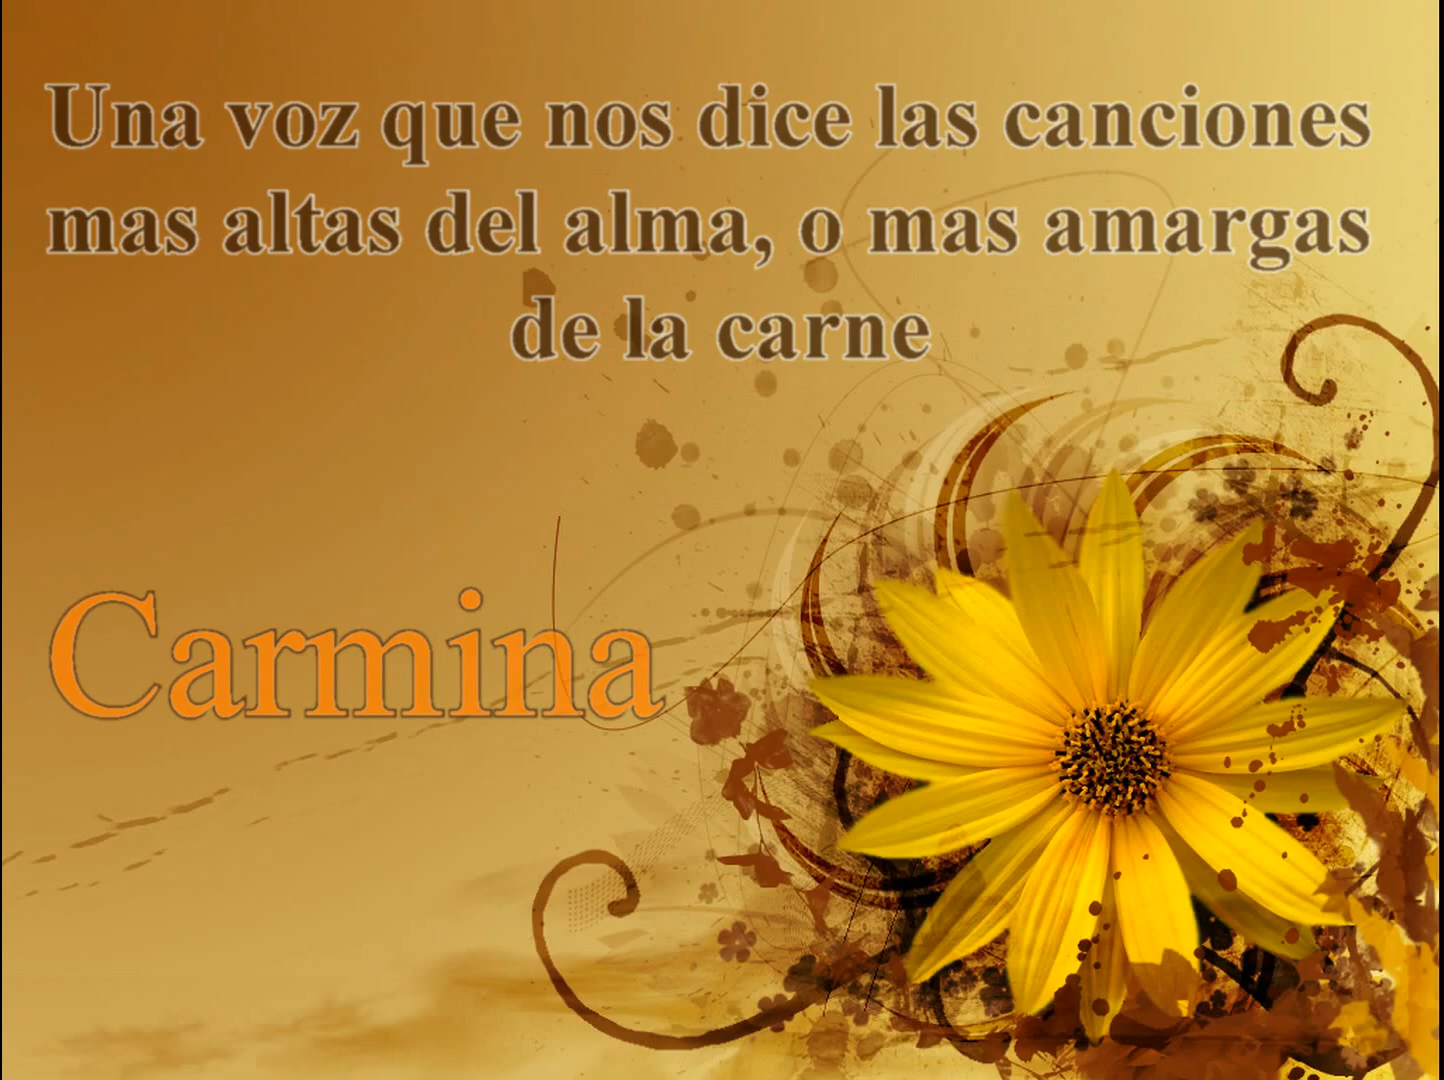 Una voz que nos dice las canciones
mas altas del alma, o mas amargas
de la carne
Carmina